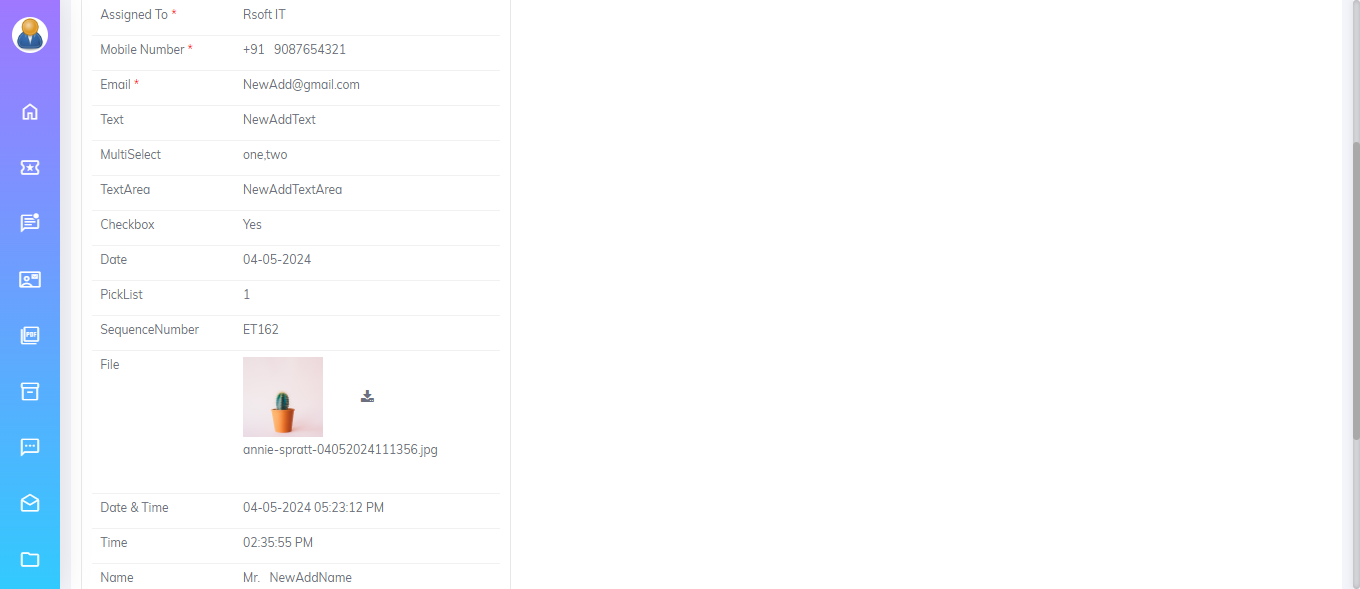 Assigned To * Rsoft IT
Mobile Number * +91 9087654321
Email * NewAdd@gmail.com
Text NewAddText
MultiSelect one,two
TextArea NewAddTextArea
Checkbox Yes
Date 04-05-2024
PickList 1
SequenceNumber ET162
File
annie-spratt-04052024111356.jpg
Date & Time 04-05-2024 05:23:12 PM
Time 02:35:55 PM
Name Mr. NewAddName
PDF